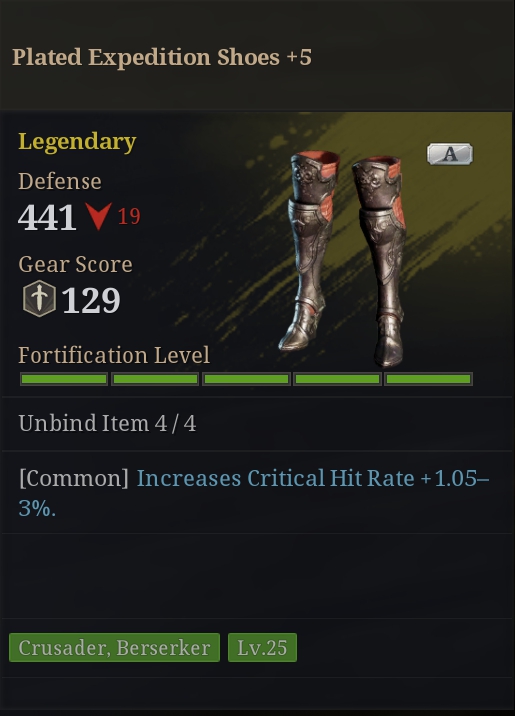 Plated Expedition Shoes +5
Legendary
A
Defense
441 19
Gear Score
129
Fortification Level
Unbind Item 4 / 4
[Common] Increases Critical Hit Rate +1.05–
3%.
Crusader, Berserker Lv.25